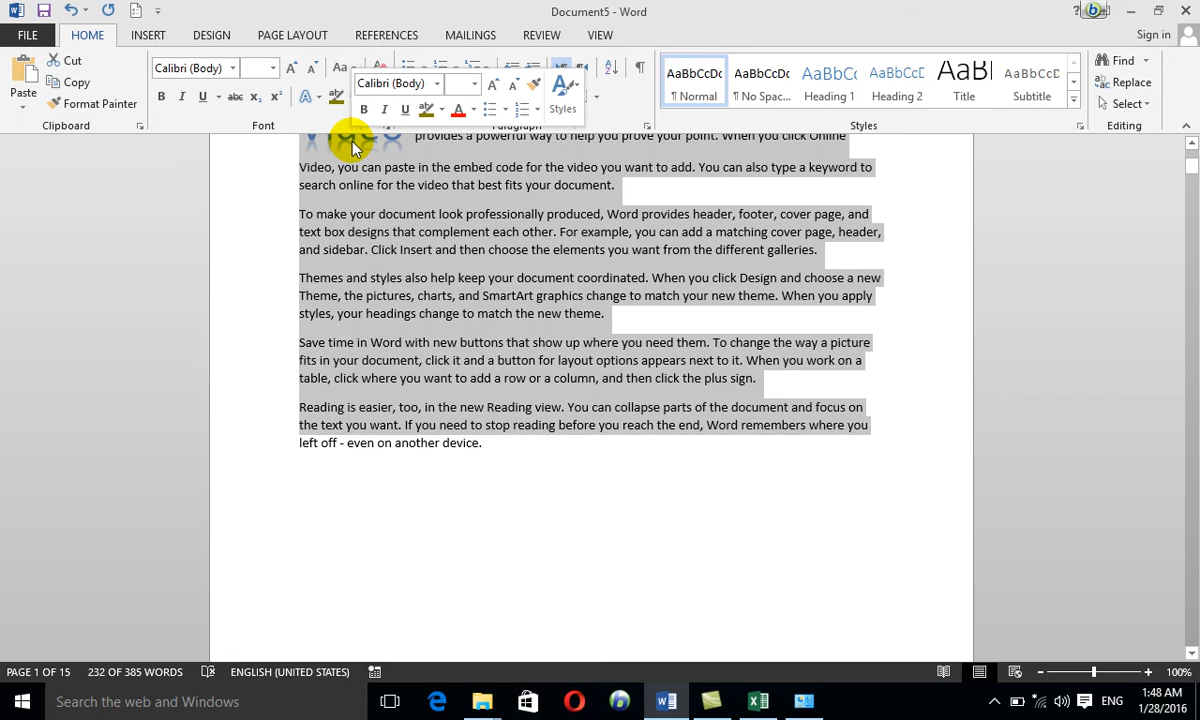 Document5 - Word
?
FILE HOME INSERT DESIGN PAGE LAYOUT REFERENCES MAILINGS REVIEW VIEW Sign in
Paste
Cut
Copy
Format Painter
Clipboard
Calibri (Body)
Aa
B I U abc X₂ X² A ab
Font
Calibri (Body)
B I U ab A
Styles
Paragraph
AaBbCcDc AaBbCcDc AaBbCc AaBbCcE AaB AaBbCcD
¶ Normal ¶ No Spac... Heading 1 Heading 2 Title Subtitle
Styles
Find
Replace
Select
Editing
Video provides a powerful way to help you prove your point. When you click Online
Video, you can paste in the embed code for the video you want to add. You can also type a keyword to
search online for the video that best fits your document.
To make your document look professionally produced, Word provides header, footer, cover page, and
text box designs that complement each other. For example, you can add a matching cover page, header,
and sidebar. Click Insert and then choose the elements you want from the different galleries.
Themes and styles also help keep your document coordinated. When you click Design and choose a new
Theme, the pictures, charts, and SmartArt graphics change to match your new theme. When you apply
styles, your headings change to match the new theme.
Save time in Word with new buttons that show up where you need them. To change the way a picture
fits in your document, click it and a button for layout options appears next to it. When you work on a
table, click where you want to add a row or a column, and then click the plus sign.
Reading is easier, too, in the new Reading view. You can collapse parts of the document and focus on
the text you want. If you need to stop reading before you reach the end, Word remembers where you
left off - even on another device.
PAGE 1 OF 15 232 OF 385 WORDS ENGLISH (UNITED STATES) 100%
Search the web and Windows
ENG
1:48 AM
1/28/2016